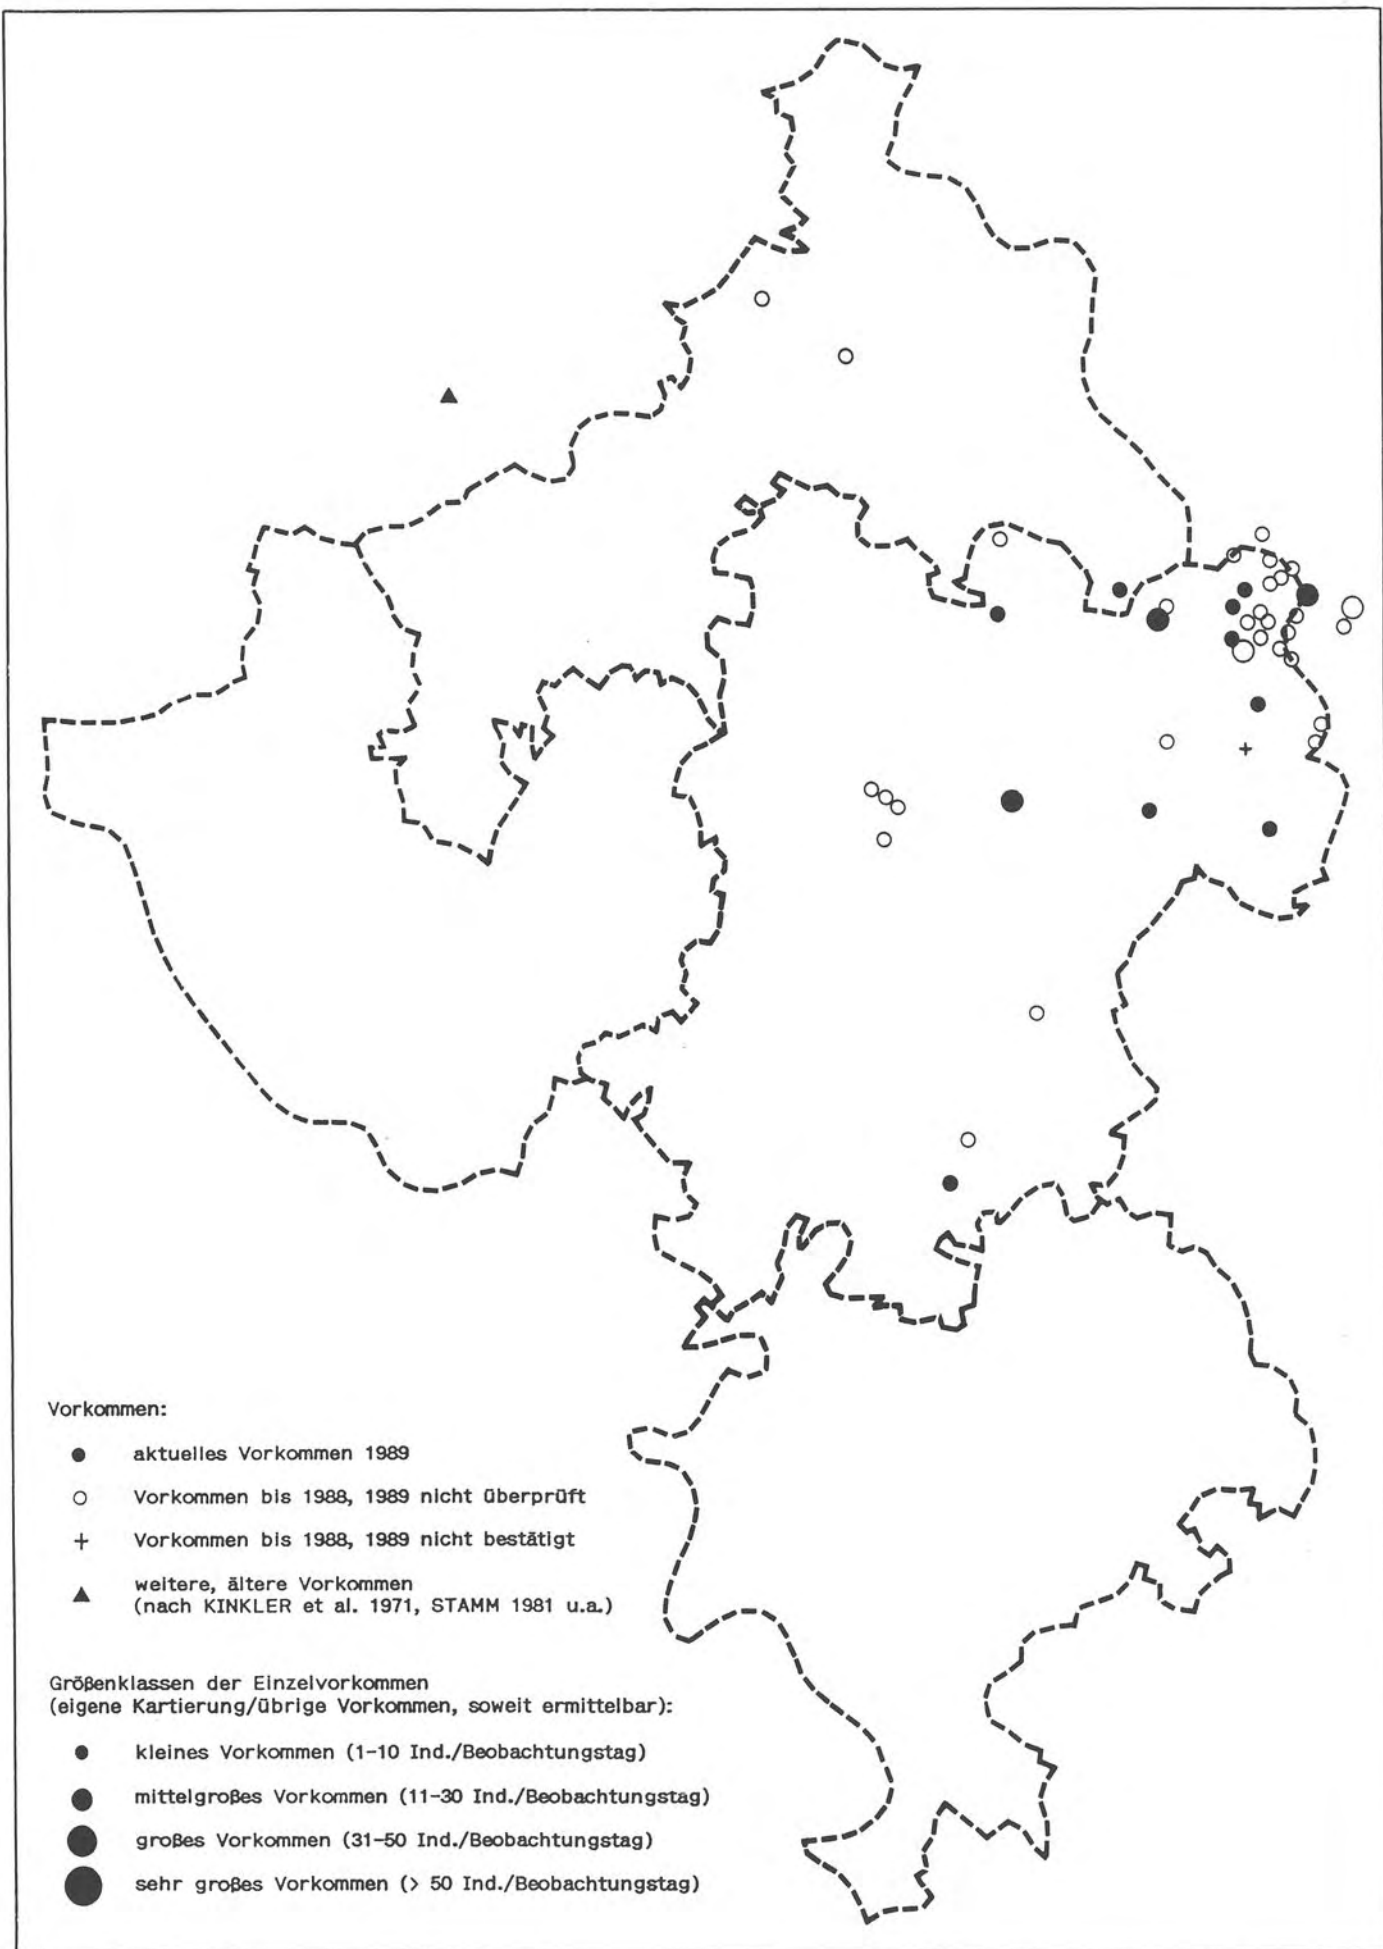 Vorkommen:
aktuelles Vorkommen 1989
Vorkommen bis 1988, 1989 nicht überprüft
Vorkommen bis 1988, 1989 nicht bestätigt
weitere, ältere Vorkommen
(nach KINKLER et al. 1971, STAMM 1981 u.a.)
Größenklassen der Einzelvorkommen
(eigene Kartierung/übrige Vorkommen, soweit ermittelbar):
kleines Vorkommen (1-10 Ind./Beobachtungstag)
mittelgroßes Vorkommen (11-30 Ind./Beobachtungstag)
großes Vorkommen (31-50 Ind./Beobachtungstag)
sehr großes Vorkommen (> 50 Ind./Beobachtungstag)